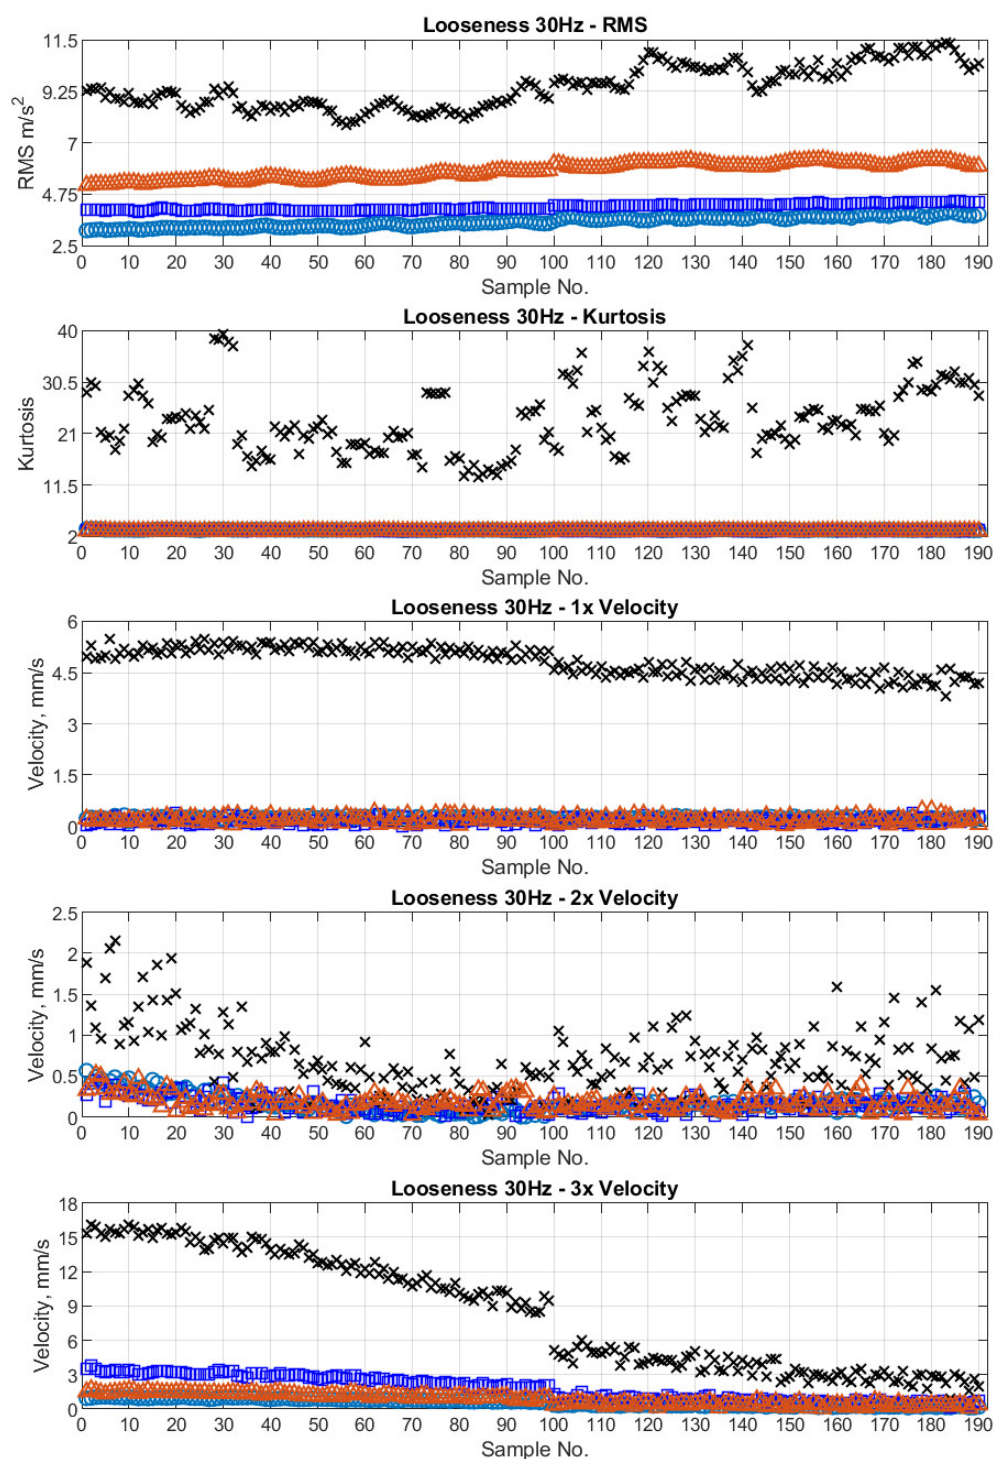 Looseness 30Hz - RMS
RMS m/s²
11.5
9.25
7
4.75
2.5
0 10 20 30 40 50 60 70 80 90 100 110 120 130 140 150 160 170 180 190
Sample No.
Looseness 30Hz - Kurtosis
Kurtosis
40
30.5
21
11.5
2
0 10 20 30 40 50 60 70 80 90 100 110 120 130 140 150 160 170 180 190
Sample No.
Looseness 30Hz - 1x Velocity
Velocity, mm/s
6
4.5
3
1.5
0
0 10 20 30 40 50 60 70 80 90 100 110 120 130 140 150 160 170 180 190
Sample No.
Looseness 30Hz - 2x Velocity
Velocity, mm/s
2.5
2
1.5
1
0.5
0
0 10 20 30 40 50 60 70 80 90 100 110 120 130 140 150 160 170 180 190
Sample No.
Looseness 30Hz - 3x Velocity
Velocity, mm/s
18
15
12
9
6
3
0
0 10 20 30 40 50 60 70 80 90 100 110 120 130 140 150 160 170 180 190
Sample No.